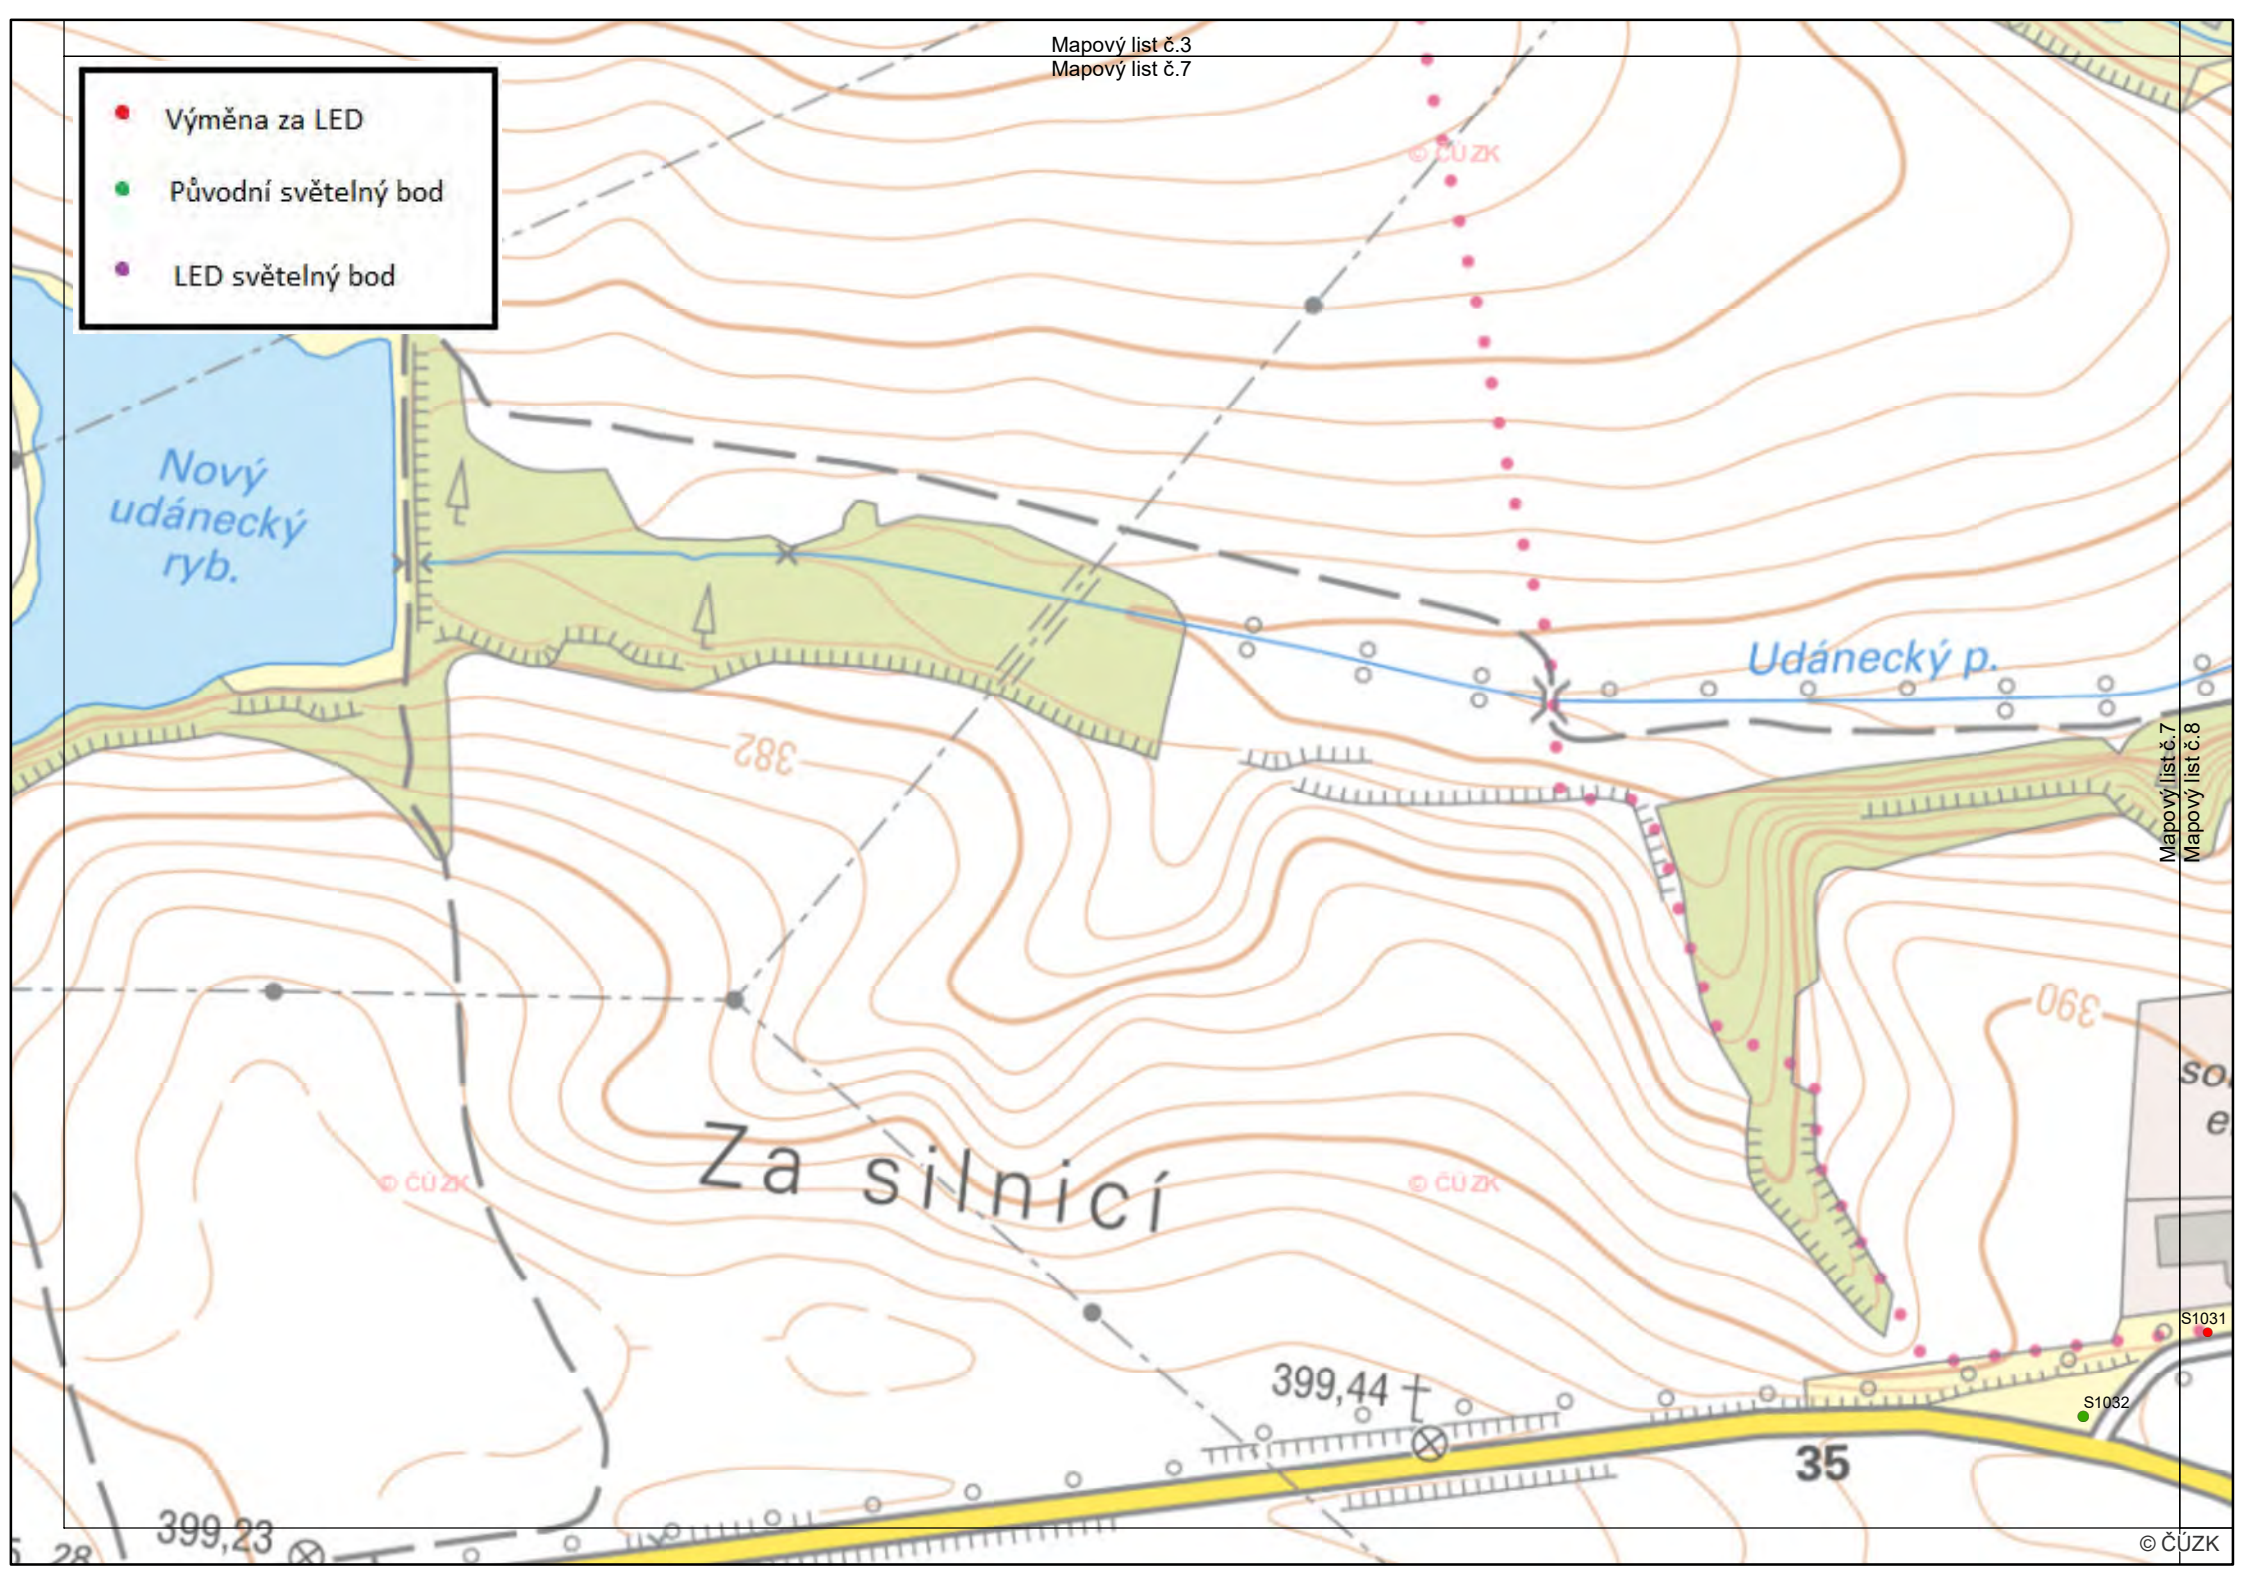 Mapový list č.3
Mapový list č.7
Výměna za LED
Původní světelný bod
LED světelný bod
© ČÚZK
Nový
udánecký
ryb.
Udánecký p.
Mapový list č.7
Mapový list č.8
382
390
so.
e.
Za silnicí
© ČÚZK
© ČÚZK
S1031
399,44
S1032
35
399,23
28
© ČÚZK